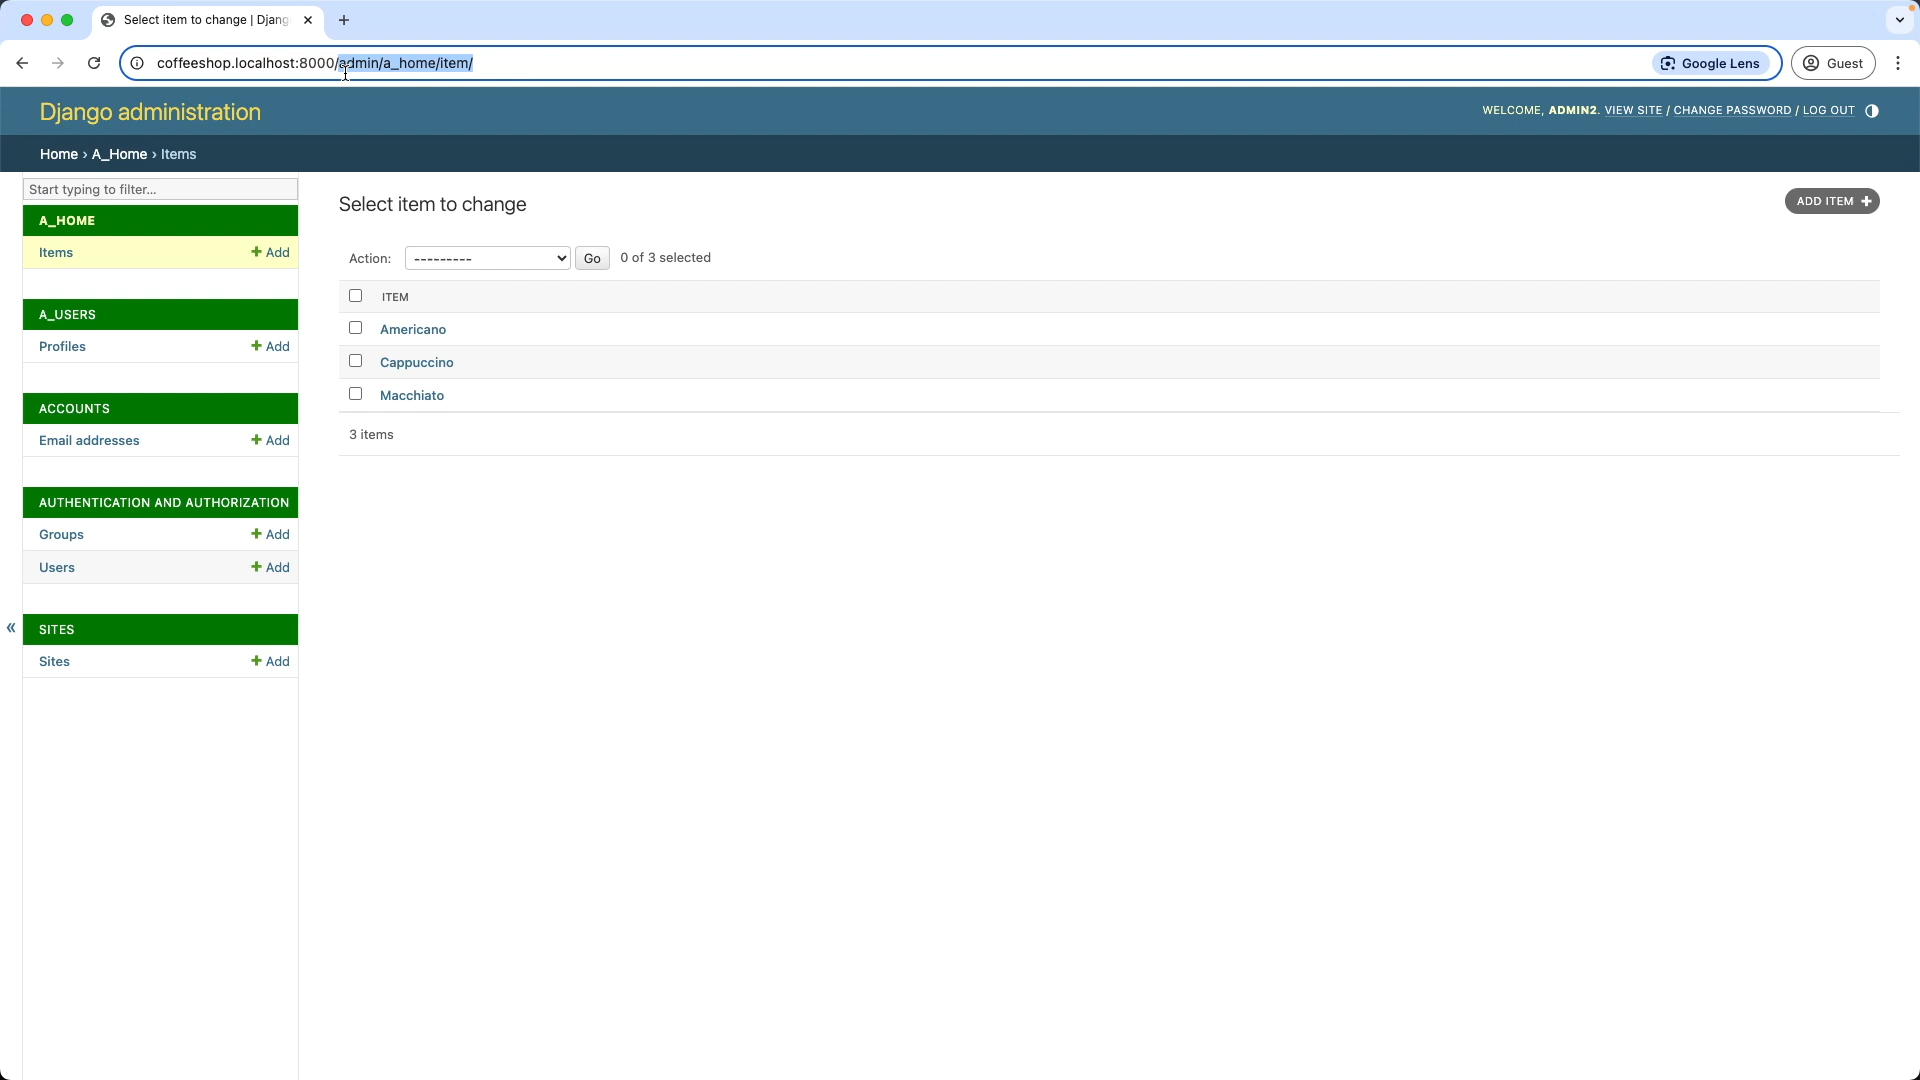 Select item to change | Djang
coffeeshop.localhost:8000/admin/a_home/item/
Google Lens
Guest
Django administration
WELCOME, ADMIN2. VIEW SITE / CHANGE PASSWORD / LOG OUT
Home › A_Home › Items
Start typing to filter...
A_HOME
Items + Add
A_USERS
Profiles + Add
ACCOUNTS
Email addresses + Add
AUTHENTICATION AND AUTHORIZATION
Groups + Add
Users + Add
«
SITES
Sites + Add
Select item to change
ADD ITEM +
Action: --------- Go 0 of 3 selected
ITEM
Americano
Cappuccino
Macchiato
3 items